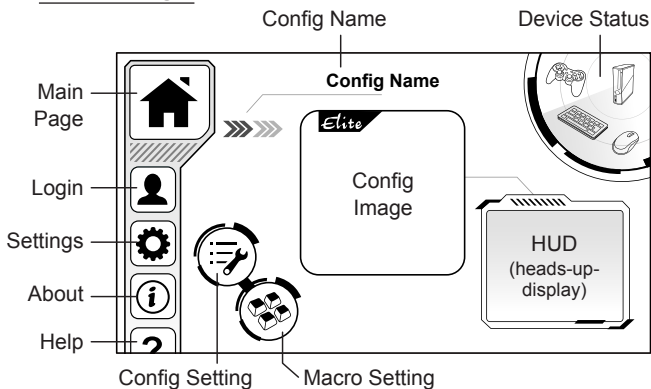 Config Name
Device Status
Main
Page
Config Name
Elite
Config
Image
Login
Settings
HUD
(heads-up-
display)
About
i
Help
?
Config Setting
Macro Setting